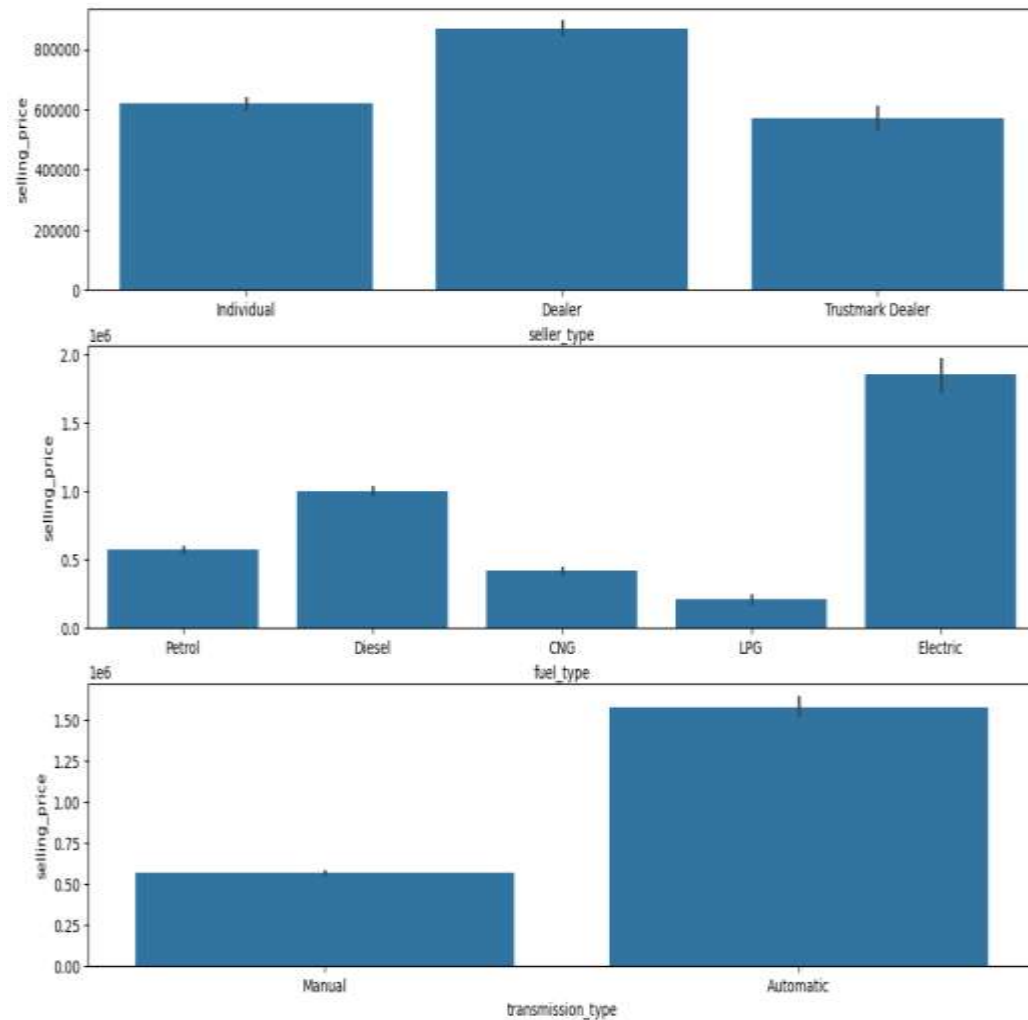 800000
600000
400000
200000
0
selling_price
Individual Dealer Trustmark Dealer
seller_type
1e6
2.0
1.5
1.0
0.5
0.0
selling_price
Petrol Diesel CNG LPG Electric
fuel_type
1e6
1.50
1.25
1.00
0.75
0.50
0.25
0.00
selling_price
Manual Automatic
transmission_type